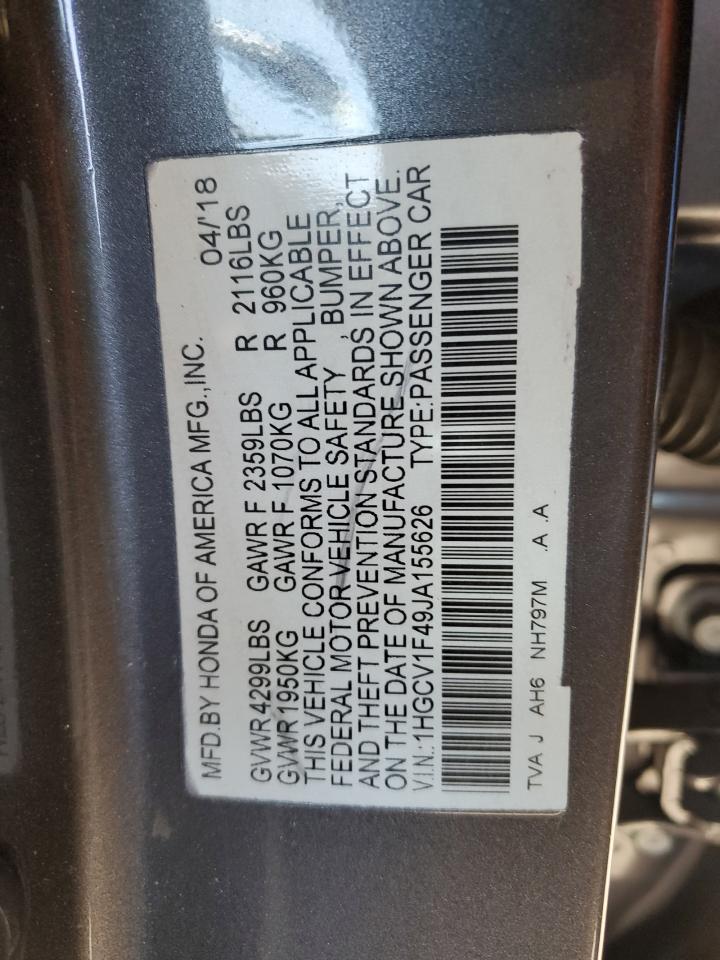 MFD.BY HONDA OF AMERICA MFG.,INC. 04/'18
GVWR 4299LBS GAWR F 2359LBS R 2116LBS
GVWR 1950KG GAWR F 1070KG R 960KG
THIS VEHICLE CONFORMS TO ALL APPLICABLE
FEDERAL MOTOR VEHICLE SAFETY , BUMPER,
AND THEFT PREVENTION STANDARDS IN EFFECT
ON THE DATE OF MANUFACTURE SHOWN ABOVE.
V.I.N.:1HGCV1F49JA155626 TYPE:PASSENGER CAR
TVA J AH6 NH797M .A .A